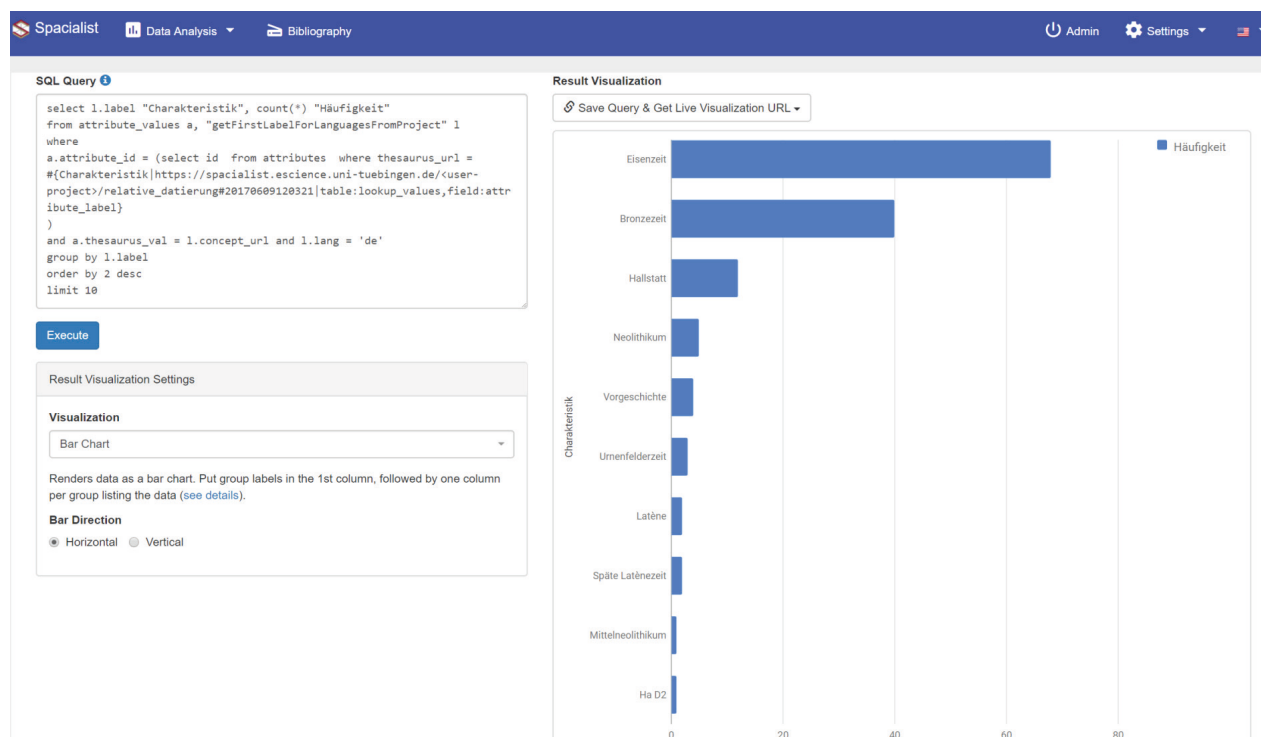 Spacialist
Data Analysis
Bibliography
Admin
Settings
SQL Query
select l.label "Charakteristik", count(*) "Häufigkeit"
from attribute_values a, "getFirstLabelForLanguagesFromProject" l
where
a.attribute_id = (select id  from attributes  where thesaurus_url =
#{Charakteristik|https://spacialist.escience.uni-tuebingen.de/<user-
project>/relative_datierung#20170609120321|table:lookup_values,field:attr
ibute_label}
)
and a.thesaurus_val = l.concept_url and l.lang = 'de'
group by l.label
order by 2 desc
limit 10
Execute
Result Visualization Settings
Visualization
Bar Chart
Renders data as a bar chart. Put group labels in the 1st column, followed by one column
per group listing the data (see details).
Bar Direction
Horizontal
Vertical
Result Visualization
Save Query & Get Live Visualization URL
Häufigkeit
Charakteristik
Eisenzeit
Bronzezeit
Hallstatt
Neolithikum
Vorgeschichte
Urnenfelderzeit
Latène
Späte Latènezeit
Mittelneolithikum
Ha D2
0 20 40 60 80